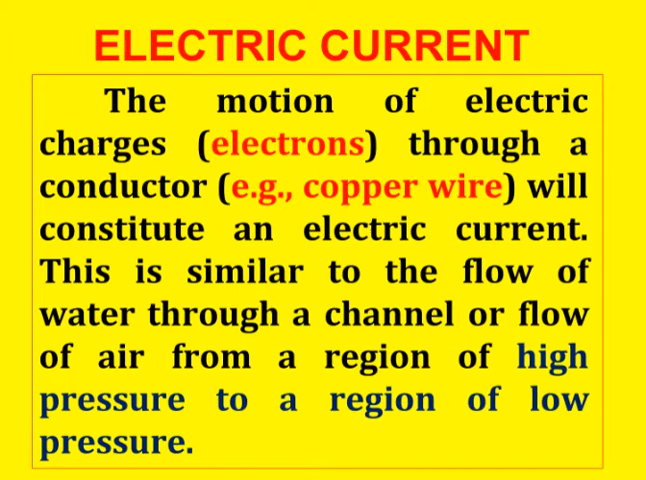 ELECTRIC CURRENT
The motion of electric
charges (electrons) through a
conductor (e.g., copper wire) will
constitute an electric current.
This is similar to the flow of
water through a channel or flow
of air from a region of high
pressure to a region of low
pressure.